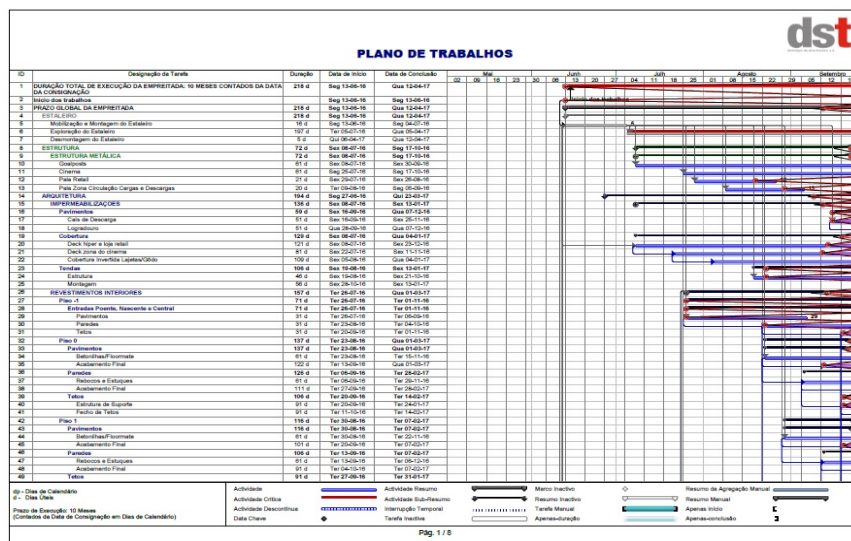 dst
PLANO DE TRABALHOS
ID Designação da Tarefa Duração Data de Início Data de Conclusão Mai Junh Julh Agosto Setembro
02 09 16 23 30 06 13 20 27 04 11 18 25 01 08 15 22 29 05
1 DURAÇÃO TOTAL DE EXECUÇÃO DA EMPREITADA: 10 MESES CONTADOS DA DATA DA CONSIGNAÇÃO 218 d Seg 13-06-16 Qua 12-04-17
2 Início dos trabalhos Seg 13-06-16 Seg 13-06-16
3 PRAZO GLOBAL DA EMPREITADA 218 d Seg 13-06-16 Qua 12-04-17
4 ESTALEIRO 218 d Seg 13-06-16 Qua 12-04-17
5 Mobilização e Montagem do Estaleiro 16 d Seg 13-06-16 Seg 04-07-16
6 Exploração do Estaleiro 197 d Ter 05-07-16 Qua 05-04-17
7 Desmontagem do Estaleiro 5 d Qui 06-04-17 Qua 12-04-17
8 ESTRUTURA 72 d Sex 08-07-16 Seg 17-10-16
9 ESTRUTURA METÁLICA 72 d Sex 08-07-16 Seg 17-10-16
10 Goalposts 61 d Sex 08-07-16 Sex 30-09-16
11 Cinema 61 d Seg 25-07-16 Seg 17-10-16
12 Pala Retail 21 d Sex 29-07-16 Sex 26-08-16
13 Pala Zona Circulação Cargas e Descargas 20 d Ter 09-08-16 Seg 05-09-16
14 ARQUITETURA 194 d Seg 27-06-16 Qui 23-03-17
15 IMPERMEABILIZAÇÕES 136 d Sex 08-07-16 Sex 13-01-17
16 Pavimentos 59 d Sex 16-09-16 Qua 07-12-16
17 Cais de Descarga 51 d Sex 16-09-16 Sex 25-11-16
18 Logradouro 51 d Qua 28-09-16 Qua 07-12-16
19 Cobertura 129 d Sex 08-07-16 Qua 04-01-17
20 Deck hiper e loja retail 121 d Sex 08-07-16 Sex 23-12-16
21 Deck zona do cinema 81 d Sex 22-07-16 Sex 11-11-16
22 Cobertura Invertida Lajetas/Gôdo 109 d Sex 05-08-16 Qua 04-01-17
23 Tendas 106 d Sex 19-08-16 Sex 13-01-17
24 Estrutura 46 d Sex 19-08-16 Sex 21-10-16
25 Montagem 56 d Sex 28-10-16 Sex 13-01-17
26 REVESTIMENTOS INTERIORES 157 d Ter 26-07-16 Qua 01-03-17
27 Piso -1 71 d Ter 26-07-16 Ter 01-11-16
28 Entradas Poente, Nascente e Central 71 d Ter 26-07-16 Ter 01-11-16
29 Pavimentos 31 d Ter 26-07-16 Ter 06-09-16
30 Paredes 31 d Ter 23-08-16 Ter 04-10-16
31 Tetos 31 d Ter 20-09-16 Ter 01-11-16
32 Piso 0 137 d Ter 23-08-16 Qua 01-03-17
33 Pavimentos 137 d Ter 23-08-16 Qua 01-03-17
34 Betonilhas/Floormate 61 d Ter 23-08-16 Ter 15-11-16
35 Acabamento Final 122 d Ter 13-09-16 Qua 01-03-17
36 Paredes 126 d Ter 06-09-16 Ter 28-02-17
37 Rebocos e Estuques 61 d Ter 06-09-16 Ter 29-11-16
38 Acabamento Final 111 d Ter 27-09-16 Ter 28-02-17
39 Tetos 106 d Ter 20-09-16 Ter 14-02-17
40 Estrutura de Suporte 91 d Ter 20-09-16 Ter 24-01-17
41 Fecho de Tetos 91 d Ter 11-10-16 Ter 14-02-17
42 Piso 1 116 d Ter 30-08-16 Ter 07-02-17
43 Pavimentos 116 d Ter 30-08-16 Ter 07-02-17
44 Betonilhas/Floormate 61 d Ter 30-08-16 Ter 22-11-16
45 Acabamento Final 101 d Ter 20-09-16 Ter 07-02-17
46 Paredes 106 d Ter 13-09-16 Ter 07-02-17
47 Rebocos e Estuques 61 d Ter 13-09-16 Ter 06-12-16
48 Acabamento Final 91 d Ter 04-10-16 Ter 07-02-17
49 Tetos 91 d Ter 27-09-16 Ter 31-01-17
dp - Dias de Calendário
d - Dias Úteis
Prazo de Execução: 10 Meses
(Contados da Data de Consignação em Dias de Calendário)
Actividade Actividade Resumo Marco Inactivo Resumo da Agregação Manual
Actividade Crítica Actividade Sub-Resumo Resumo Inactivo Resumo Manual
Actividade Descontínua Interrupção Temporal Tarefa Manual Apenas Início
Data Chave Tarefa Inactiva Apenas-duração Apenas-conclusão
Pág. 1 / 8